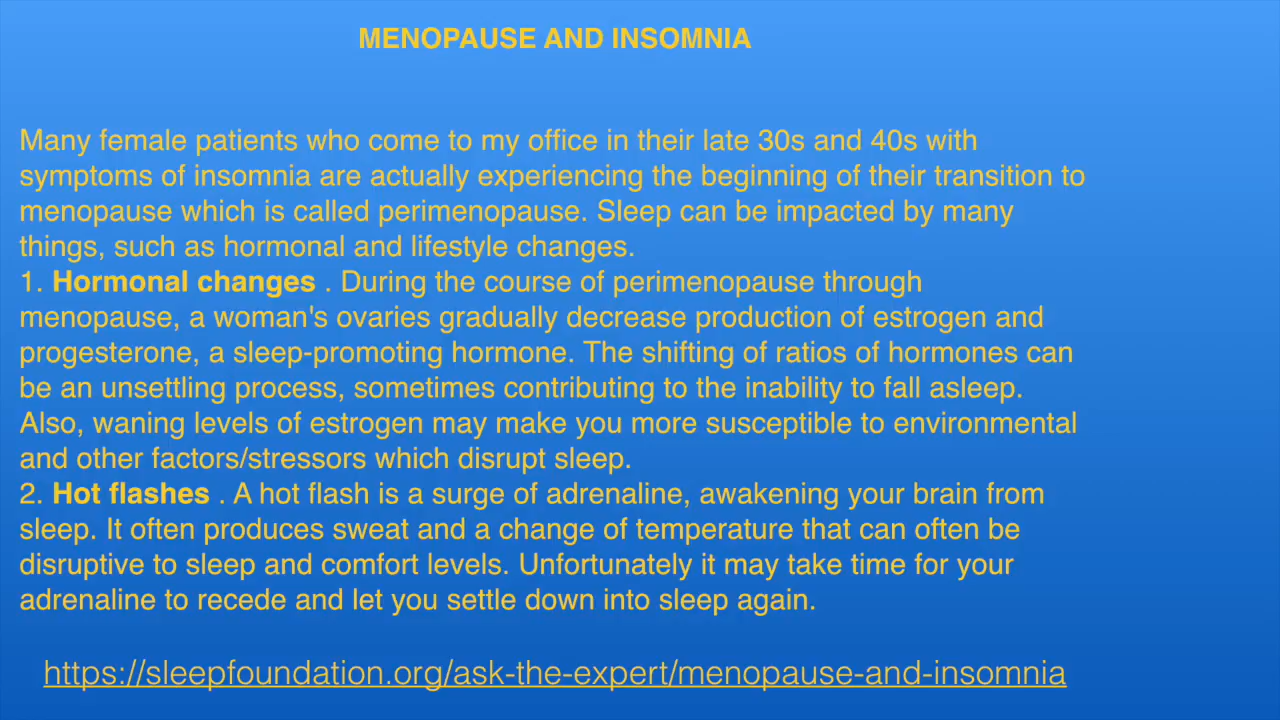 MENOPAUSE AND INSOMNIA
Many female patients who come to my office in their late 30s and 40s with
symptoms of insomnia are actually experiencing the beginning of their transition to
menopause which is called perimenopause. Sleep can be impacted by many
things, such as hormonal and lifestyle changes.
1. Hormonal changes . During the course of perimenopause through
menopause, a woman's ovaries gradually decrease production of estrogen and
progesterone, a sleep-promoting hormone. The shifting of ratios of hormones can
be an unsettling process, sometimes contributing to the inability to fall asleep.
Also, waning levels of estrogen may make you more susceptible to environmental
and other factors/stressors which disrupt sleep.
2. Hot flashes . A hot flash is a surge of adrenaline, awakening your brain from
sleep. It often produces sweat and a change of temperature that can often be
disruptive to sleep and comfort levels. Unfortunately it may take time for your
adrenaline to recede and let you settle down into sleep again.
https://sleepfoundation.org/ask-the-expert/menopause-and-insomnia